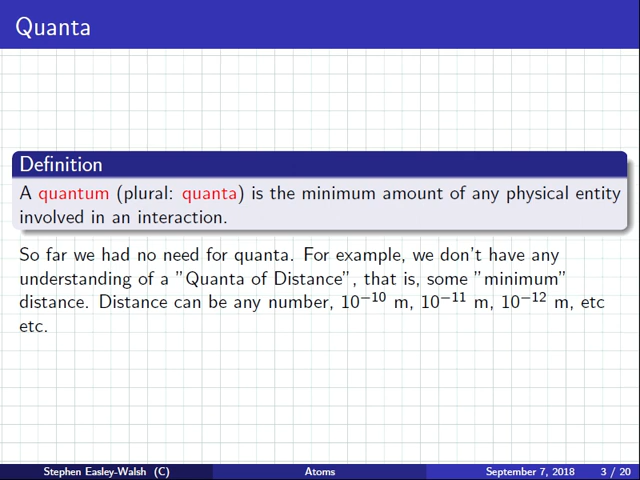 Quanta
Definition
A quantum (plural: quanta) is the minimum amount of any physical entity
involved in an interaction.
So far we had no need for quanta. For example, we don't have any
understanding of a "Quanta of Distance", that is, some "minimum"
distance. Distance can be any number, 10⁻¹⁰ m, 10⁻¹¹ m, 10⁻¹² m, etc
etc.
Stephen Easley-Walsh (C) Atoms September 7, 2018 3 / 20